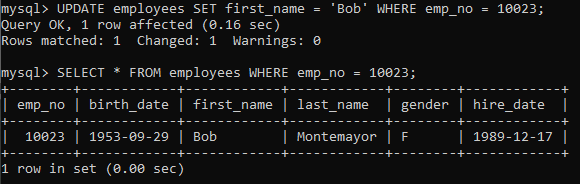 mysql> UPDATE employees SET first_name = 'Bob' WHERE emp_no = 10023;
Query OK, 1 row affected (0.16 sec)
Rows matched: 1  Changed: 1  Warnings: 0

mysql> SELECT * FROM employees WHERE emp_no = 10023;
+--------+------------+------------+------------+--------+------------+
| emp_no | birth_date | first_name | last_name  | gender | hire_date  |
+--------+------------+------------+------------+--------+------------+
|  10023 | 1953-09-29 | Bob        | Montemayor | F      | 1989-12-17 |
+--------+------------+------------+------------+--------+------------+
1 row in set (0.00 sec)